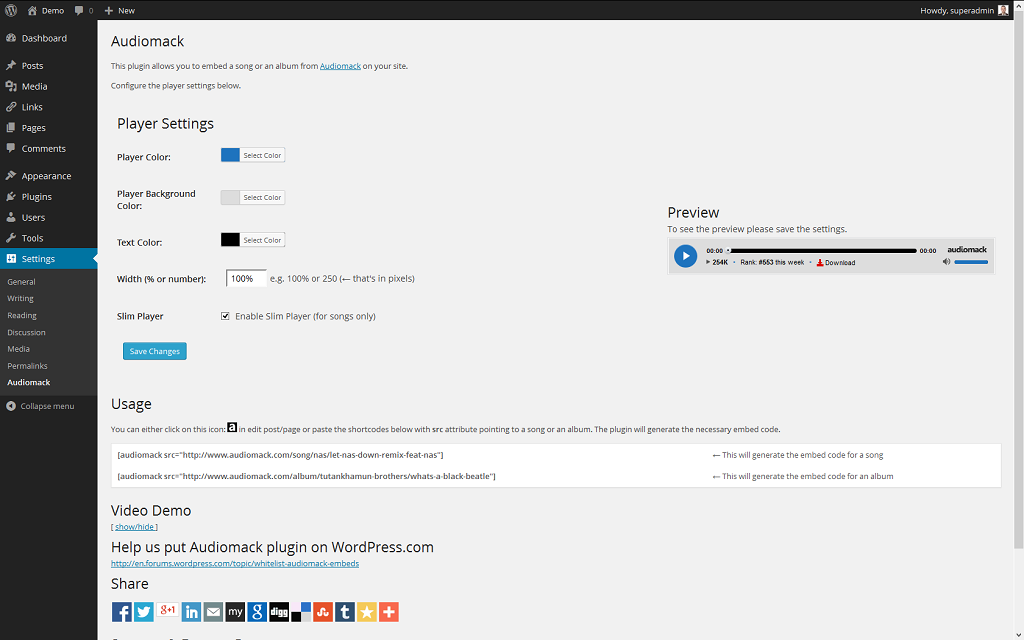 Demo 0 New Howdy, superadmin
Dashboard
Posts
Media
Links
Pages
Comments
Appearance
Plugins
Users
Tools
Settings
General
Writing
Reading
Discussion
Media
Permalinks
Audiomack
Collapse menu
Audiomack
This plugin allows you to embed a song or an album from Audiomack on your site.
Configure the player settings below.
Player Settings
Player Color: Select Color
Player Background
Color:
Select Color
Text Color: Select Color
Width (% or number): 100% e.g. 100% or 250 (← that's in pixels)
Slim Player Enable Slim Player (for songs only)
Save Changes
Preview
To see the preview please save the settings.
00:00 00:00 audiomack
254K • Rank: #553 this week • Download
Usage
You can either click on this icon: a in edit post/page or paste the shortcodes below with src attribute pointing to a song or an album. The plugin will generate the necessary embed code.
[audiomack src="http://www.audiomack.com/song/nas/let-nas-down-remix-feat-nas"] ← This will generate the embed code for a song
[audiomack src="http://www.audiomack.com/album/tutankhamun-brothers/whats-a-black-beatle"] ← This will generate the embed code for an album
Video Demo
[ show/hide ]
Help us put Audiomack plugin on WordPress.com
http://en.forums.wordpress.com/topic/whitelist-audiomack-embeds
Share
f g+1 in my g digg t